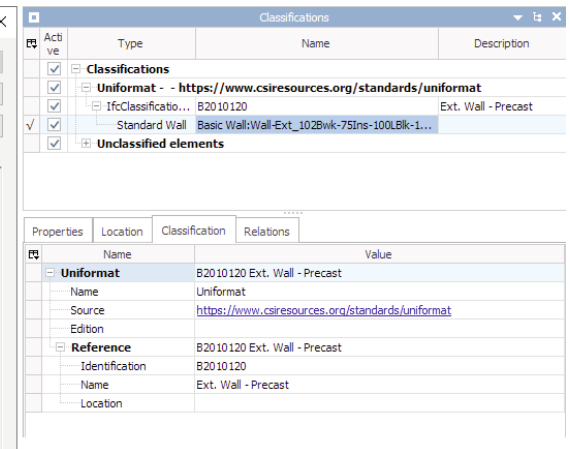 Classifications
Acti
ve
Type Name Description
Classifications
Uniformat - - https://www.csiresources.org/standards/uniformat
IfcClassificatio... B2010120 Ext. Wall - Precast
Standard Wall Basic Wall:Wall-Ext_102Bwk-75Ins-100LBlk-1...
Unclassified elements
Properties Location Classification Relations
Name Value
Uniformat B2010120 Ext. Wall - Precast
Name Uniformat
Source https://www.csiresources.org/standards/uniformat
Edition
Reference B2010120 Ext. Wall - Precast
Identification B2010120
Name Ext. Wall - Precast
Location